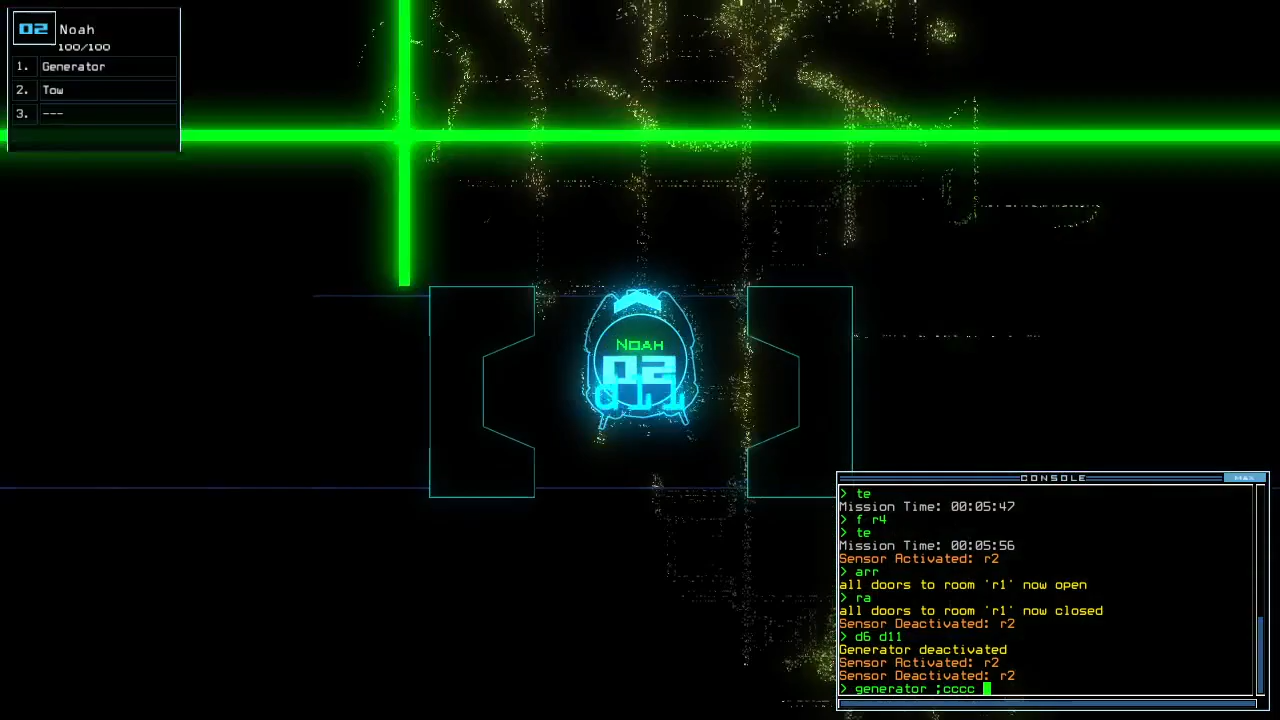 02 Noah
100/100
1. Generator
2. Tow
3. ---
Noah
02
d11
CONSOLE
MAX
> te
Mission Time: 00:05:47
> f r4
> te
Mission Time: 00:05:56
Sensor Activated: r2
> arr
all doors to room 'r1' now open
> ra
all doors to room 'r1' now closed
Sensor Deactivated: r2
> d6 d11
Generator deactivated
Sensor Activated: r2
Sensor Deactivated: r2
> generator ;cccc